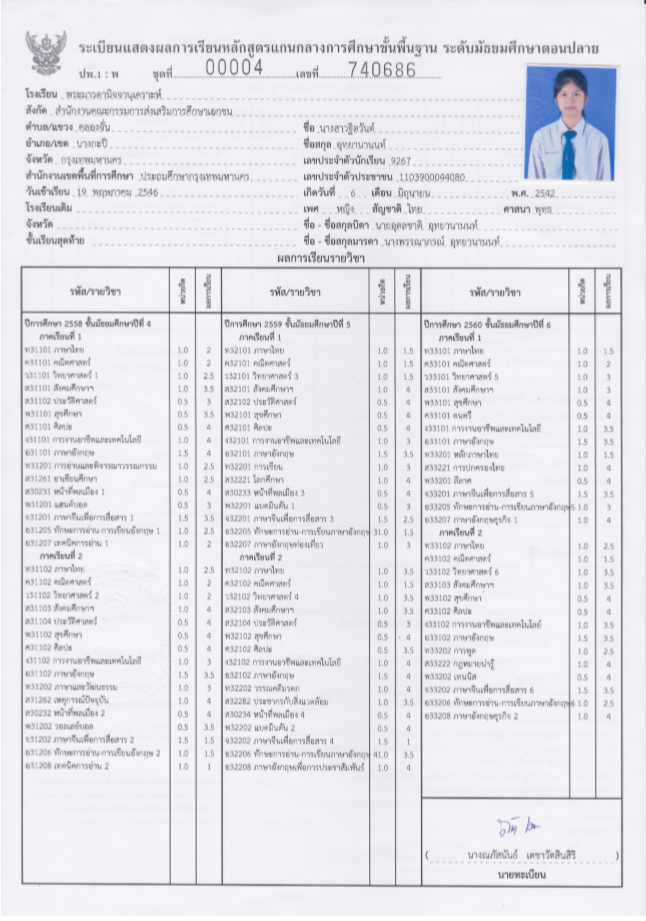 ระเบียนแสดงผลการเรียนหลักสูตรแกนกลางการศึกษาขั้นพื้นฐาน ระดับมัธยมศึกษาตอนปลาย
ปพ.1 : พ ชุดที่ 00004 เลขที่ 740686
โรงเรียน พระมารดานิจจานุเคราะห์
สังกัด สำนักงานคณะกรรมการส่งเสริมการศึกษาเอกชน
ตำบล/แขวง คลองจั่น
อำเภอ/เขต บางกะปิ
จังหวัด กรุงเทพมหานคร
สำนักงานเขตพื้นที่การศึกษา ประถมศึกษากรุงเทพมหานคร
วันเข้าเรียน 19 พฤษภาคม 2546
โรงเรียนเดิม
จังหวัด
ชั้นเรียนสุดท้าย
ชื่อ นางสาวฐิตวันต์
ชื่อสกุล อุทยานานนท์
เลขประจำตัวนักเรียน 9267
เลขประจำตัวประชาชน 1103900044080
เกิดวันที่ 6 เดือน มิถุนายน พ.ศ. 2542
เพศ หญิง สัญชาติ ไทย ศาสนา พุทธ
ชื่อ - ชื่อสกุลบิดา นายอุดลชาติ อุทยานานนท์
ชื่อ - ชื่อสกุลมารดา นางพรรณาภรณ์ อุทยานานนท์
ผลการเรียนรายวิชา
รหัส/รายวิชา หน่วยกิต ผลการเรียน
ปีการศึกษา 2558 ชั้นมัธยมศึกษาปีที่ 4
ภาคเรียนที่ 1
ท31101 ภาษาไทย 1.0 2
ค31101 คณิตศาสตร์ 1.0 2
ว31101 วิทยาศาสตร์ 1 1.0 2.5
ส31101 สังคมศึกษาฯ 1.0 3.5
ส31102 ประวัติศาสตร์ 0.5 3
พ31101 สุขศึกษา 0.5 3.5
ศ31101 ศิลปะ 0.5 4
ง31101 การงานอาชีพและเทคโนโลยี 1.0 4
อ31101 ภาษาอังกฤษ 1.5 4
ท31201 การอ่านและพิจารณาวรรณกรรม 1.0 2.5
ส31261 อาเซียนศึกษา 1.0 2.5
ส30231 หน้าที่พลเมือง 1 0.5 4
พ31201 แฮนด์บอล 0.5 3
จ31201 ภาษาจีนเพื่อการสื่อสาร 1 1.5 3.5
อ31205 ทักษะการอ่าน-การเขียนอังกฤษ 1 1.0 2.5
อ31207 เทคนิคการอ่าน 1 1.0 2
ภาคเรียนที่ 2
ท31102 ภาษาไทย 1.0 2.5
ค31102 คณิตศาสตร์ 1.0 2
ว31102 วิทยาศาสตร์ 2 1.0 2
ส31103 สังคมศึกษาฯ 1.0 4
ส31104 ประวัติศาสตร์ 0.5 4
พ31102 สุขศึกษา 0.5 4
ศ31102 ศิลปะ 0.5 4
ง31102 การงานอาชีพและเทคโนโลยี 1.0 3
อ31102 ภาษาอังกฤษ 1.5 3.5
ท31202 ภาษาและวัฒนธรรม 1.0 3
ส31262 เหตุการณ์ปัจจุบัน 1.0 4
ส30232 หน้าที่พลเมือง 2 0.5 4
พ31202 วอลเลย์บอล 0.5 3.5
จ31202 ภาษาจีนเพื่อการสื่อสาร 2 1.5 1.5
อ31206 ทักษะการอ่าน-การเขียนอังกฤษ 2 1.0 1.5
อ31208 เทคนิคการอ่าน 2 1.0 1
รหัส/รายวิชา หน่วยกิต ผลการเรียน
ปีการศึกษา 2559 ชั้นมัธยมศึกษาปีที่ 5
ภาคเรียนที่ 1
ท32101 ภาษาไทย 1.0 1.5
ค32101 คณิตศาสตร์ 1.0 1.5
ว32101 วิทยาศาสตร์ 3 1.0 1.5
ส32101 สังคมศึกษาฯ 1.0 4
ส32102 ประวัติศาสตร์ 0.5 4
พ32101 สุขศึกษา 0.5 4
ศ32101 ศิลปะ 0.5 4
ง32101 การงานอาชีพและเทคโนโลยี 1.0 3
อ32101 ภาษาอังกฤษ 1.5 3.5
ท32201 การเขียน 1.0 3
ส32221 โลกศึกษา 1.0 4
ส30233 หน้าที่พลเมือง 3 0.5 4
พ32201 แบดมินตัน 1 0.5 3
จ32201 ภาษาจีนเพื่อการสื่อสาร 3 1.5 2.5
อ32205 ทักษะการอ่าน-การเขียนภาษาอังกฤษ 3 1.0 1.5
อ32207 ภาษาอังกฤษท่องเที่ยว 1.0 3
ภาคเรียนที่ 2
ท32102 ภาษาไทย 1.0 3.5
ค32102 คณิตศาสตร์ 1.0 1.5
ว32102 วิทยาศาสตร์ 4 1.0 3.5
ส32103 สังคมศึกษาฯ 1.0 3.5
ส32104 ประวัติศาสตร์ 0.5 3
พ32102 สุขศึกษา 0.5 4
ศ32102 ศิลปะ 0.5 3.5
ง32102 การงานอาชีพและเทคโนโลยี 1.0 4
อ32102 ภาษาอังกฤษ 1.5 4
ท32202 วรรณคดีมรดก 1.0 4
ส32282 ประชากรกับสิ่งแวดล้อม 1.0 3.5
ส30234 หน้าที่พลเมือง 4 0.5 4
พ32202 แบดมินตัน 2 0.5 4
จ32202 ภาษาจีนเพื่อการสื่อสาร 4 1.5 1
อ32206 ทักษะการอ่าน-การเขียนภาษาอังกฤษ 4 1.0 3.5
อ32208 ภาษาอังกฤษเพื่อการประชาสัมพันธ์ 1.0 4
รหัส/รายวิชา หน่วยกิต ผลการเรียน
ปีการศึกษา 2560 ชั้นมัธยมศึกษาปีที่ 6
ภาคเรียนที่ 1
ท33101 ภาษาไทย 1.0 1.5
ค33101 คณิตศาสตร์ 1.0 2
ว33101 วิทยาศาสตร์ 5 1.0 3
ส33101 สังคมศึกษาฯ 1.0 3
พ33101 สุขศึกษา 0.5 4
ศ33101 ดนตรี 0.5 4
ง33101 การงานอาชีพและเทคโนโลยี 1.0 3.5
อ33101 ภาษาอังกฤษ 1.5 3.5
ท33201 หลักภาษาไทย 1.0 1.5
ส33221 การปกครองไทย 1.0 4
พ33201 ลีลาศ 0.5 4
จ33201 ภาษาจีนเพื่อการสื่อสาร 5 1.5 3.5
อ33205 ทักษะการอ่าน-การเขียนภาษาอังกฤษ5 1.0 3
อ33207 ภาษาอังกฤษธุรกิจ 1 1.0 4
ภาคเรียนที่ 2
ท33102 ภาษาไทย 1.0 2.5
ค33102 คณิตศาสตร์ 1.0 1.5
ว33102 วิทยาศาสตร์ 6 1.0 3.5
ส33103 สังคมศึกษาฯ 1.0 3.5
พ33102 สุขศึกษา 0.5 4
ศ33102 ศิลปะ 0.5 4
ง33102 การงานอาชีพและเทคโนโลยี 1.0 3.5
อ33102 ภาษาอังกฤษ 1.5 3.5
ท33202 การพูด 1.0 2.5
ส33222 กฎหมายน่ารู้ 1.0 4
พ33202 เทนนิส 0.5 4
จ33202 ภาษาจีนเพื่อการสื่อสาร 6 1.5 3.5
อ33206 ทักษะการอ่าน-การเขียนภาษาอังกฤษ6 1.0 2.5
อ33208 ภาษาอังกฤษธุรกิจ 2 1.0 4
( นางณภัสนันธ์ เตชาวัตสินสิริ )
นายทะเบียน